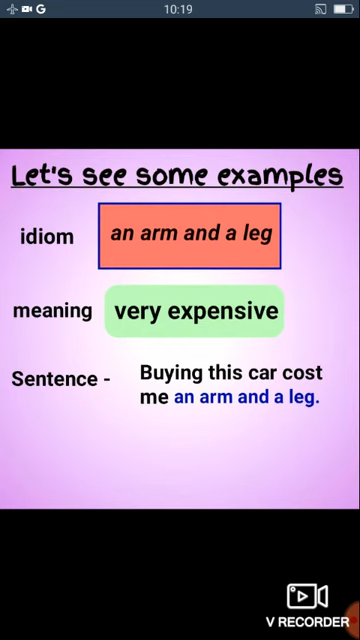 10:19
Let's see some examples
idiom
an arm and a leg
meaning
very expensive
Sentence -
Buying this car cost
me an arm and a leg.
V RECORDER